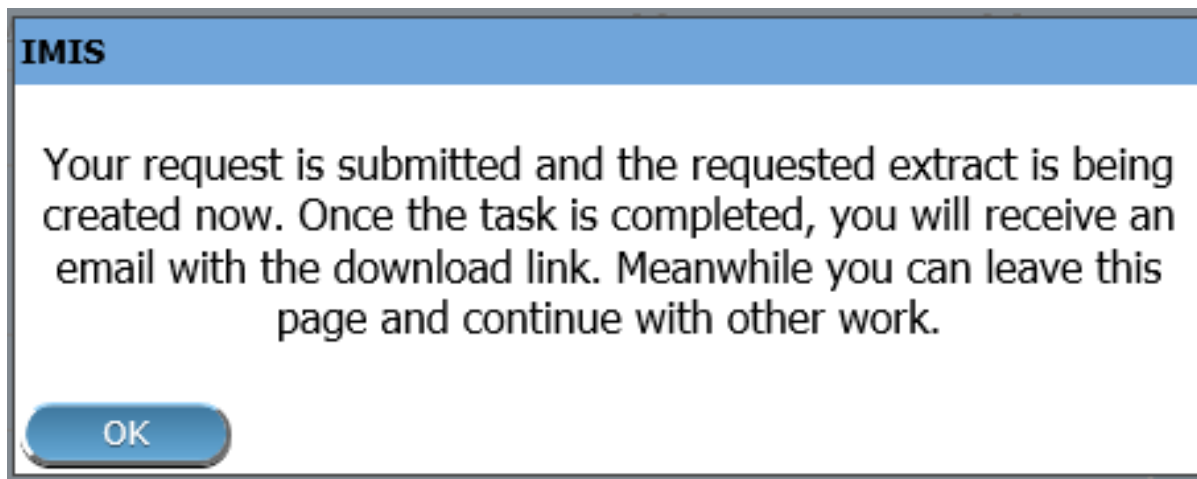 IMIS
Your request is submitted and the requested extract is being
created now. Once the task is completed, you will receive an
email with the download link. Meanwhile you can leave this
page and continue with other work.
OK